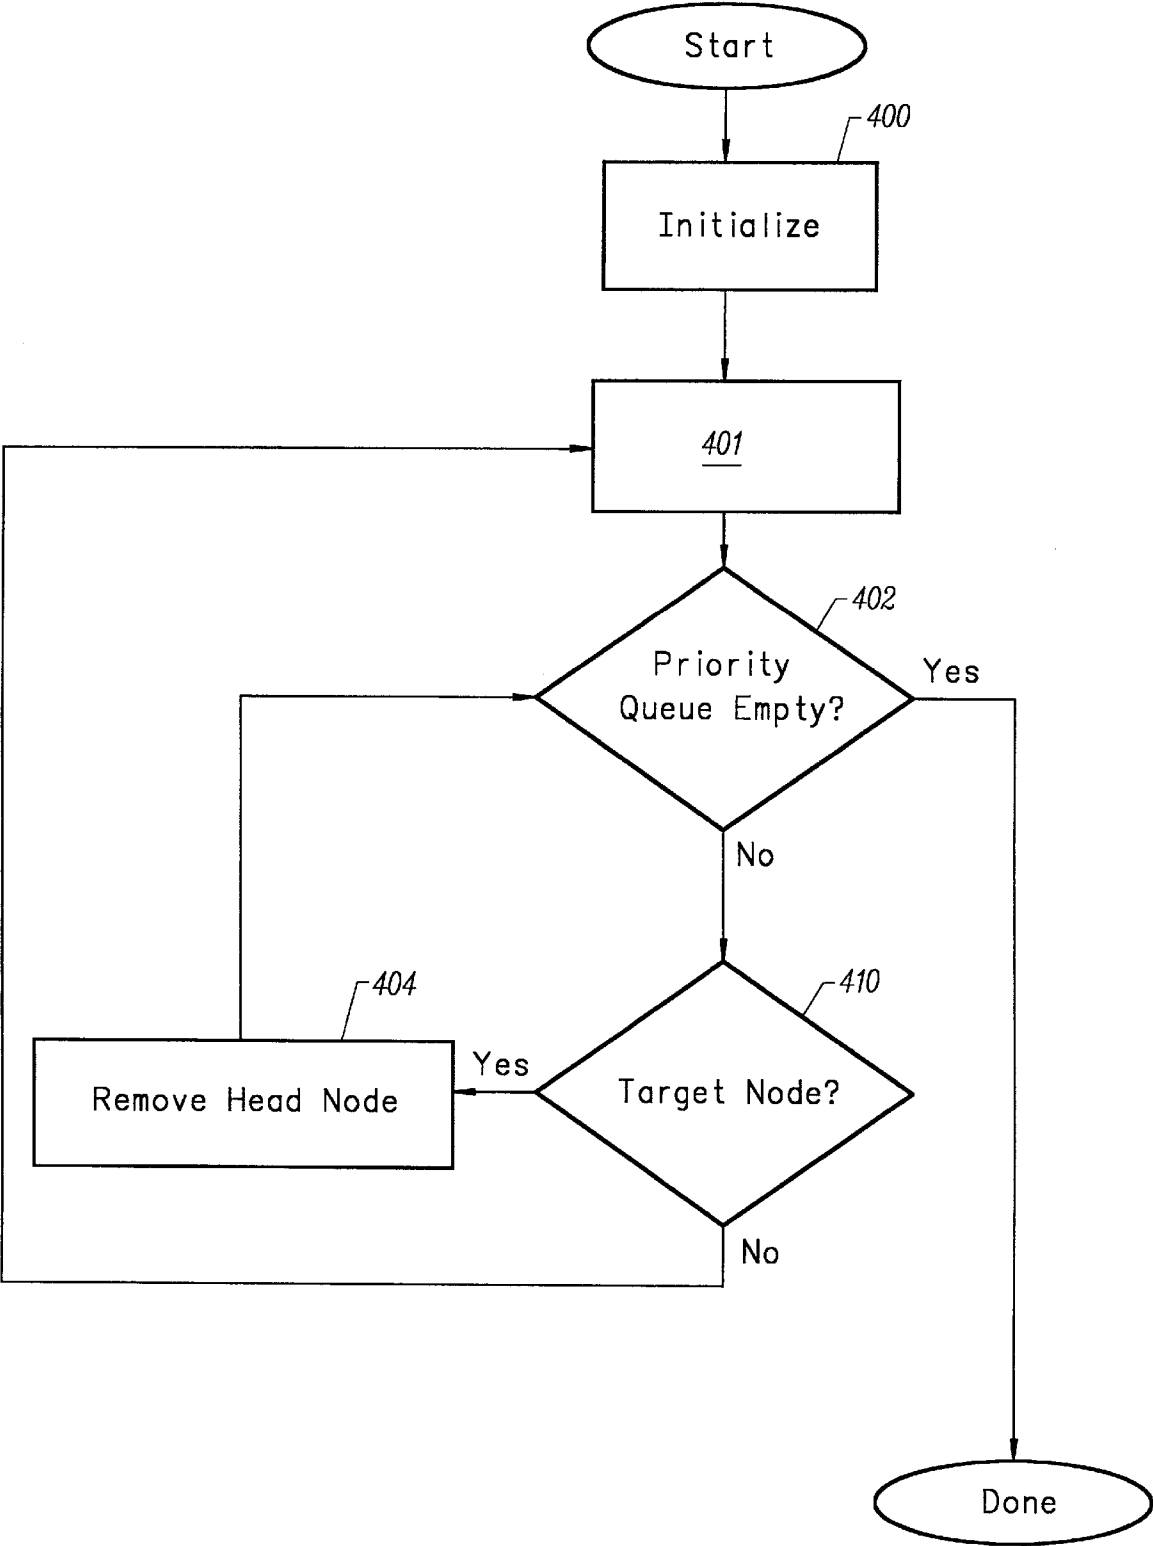 Start
400
Initialize
401
402
Priority
Queue Empty?
Yes
No
404
410
Remove Head Node
Yes
Target Node?
No
Done